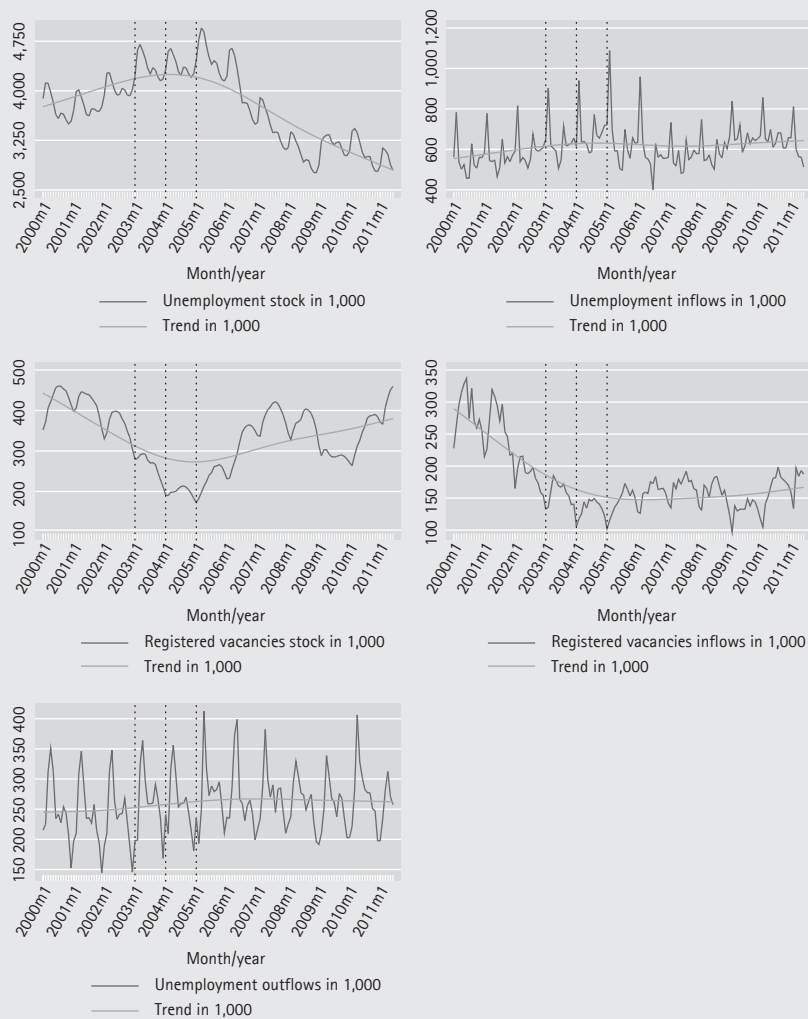 4,750
4,000
3,250
2,500
2000m1
2001m1
2002m1
2003m1
2004m1
2005m1
2006m1
2007m1
2008m1
2009m1
2010m1
2011m1
Month/year
Unemployment stock in 1,000
Trend in 1,000
1,200
1,000
800
600
400
2000m1
2001m1
2002m1
2003m1
2004m1
2005m1
2006m1
2007m1
2008m1
2009m1
2010m1
2011m1
Month/year
Unemployment inflows in 1,000
Trend in 1,000
500
400
300
200
100
2000m1
2001m1
2002m1
2003m1
2004m1
2005m1
2006m1
2007m1
2008m1
2009m1
2010m1
2011m1
Month/year
Registered vacancies stock in 1,000
Trend in 1,000
350
300
250
200
150
100
2000m1
2001m1
2002m1
2003m1
2004m1
2005m1
2006m1
2007m1
2008m1
2009m1
2010m1
2011m1
Month/year
Registered vacancies inflows in 1,000
Trend in 1,000
400
350
300
250
200
150
2000m1
2001m1
2002m1
2003m1
2004m1
2005m1
2006m1
2007m1
2008m1
2009m1
2010m1
2011m1
Month/year
Unemployment outflows in 1,000
Trend in 1,000